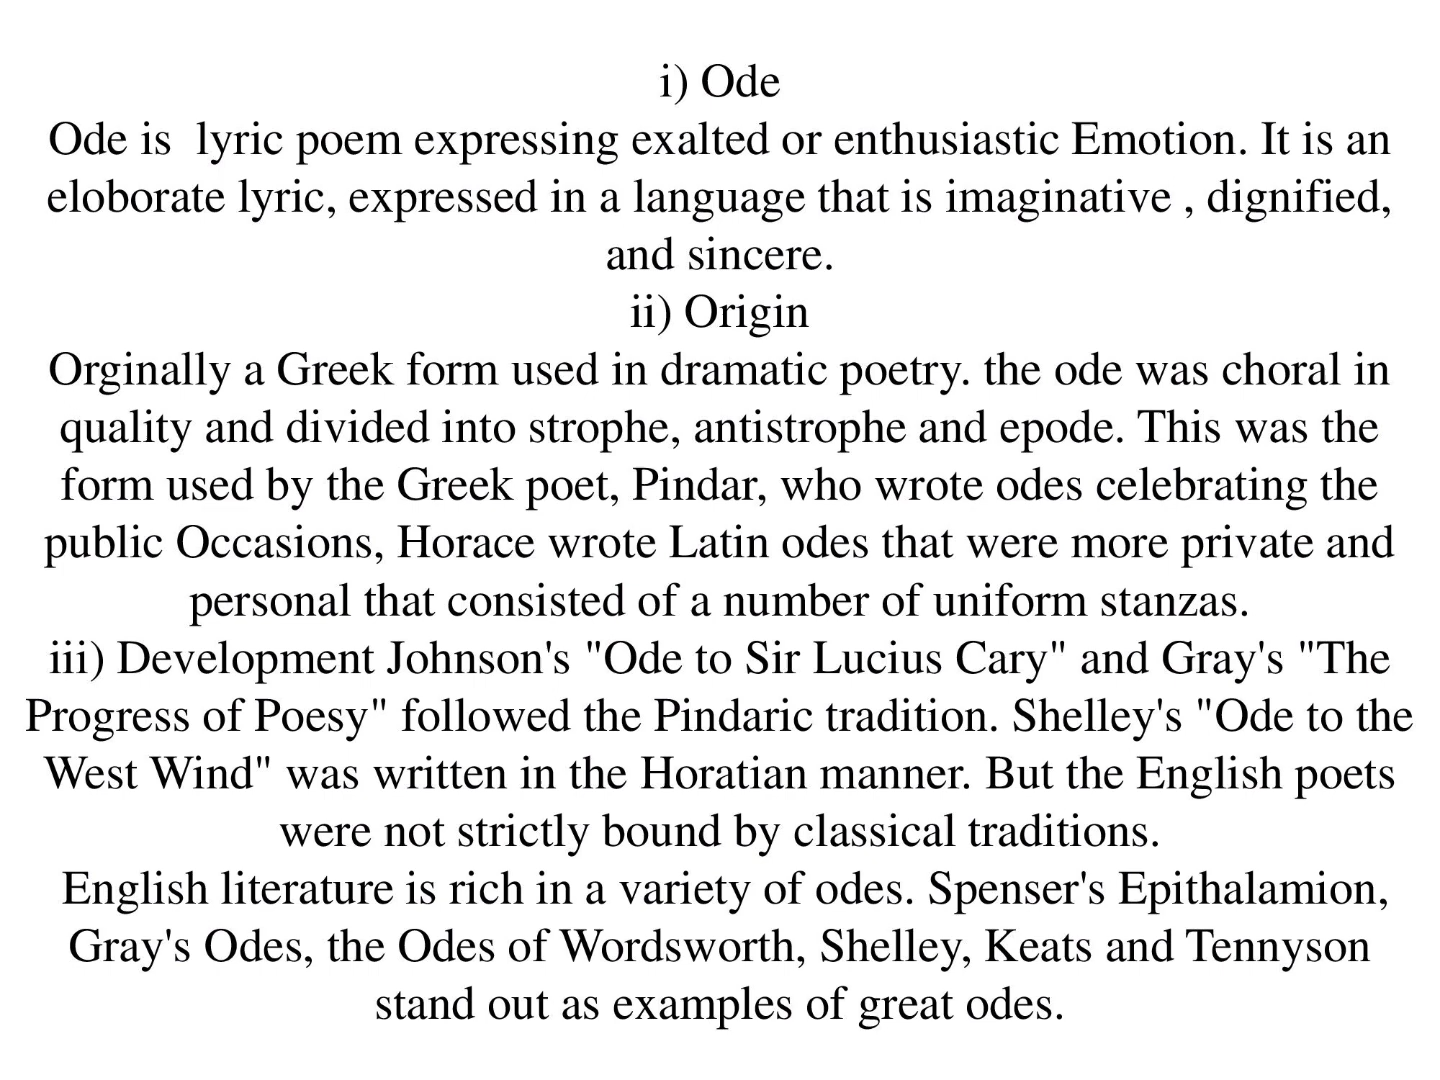 i) Ode
Ode is  lyric poem expressing exalted or enthusiastic Emotion. It is an
eloborate lyric, expressed in a language that is imaginative , dignified,
and sincere.
ii) Origin
Orginally a Greek form used in dramatic poetry. the ode was choral in
quality and divided into strophe, antistrophe and epode. This was the
form used by the Greek poet, Pindar, who wrote odes celebrating the
public Occasions, Horace wrote Latin odes that were more private and
personal that consisted of a number of uniform stanzas.
iii) Development Johnson's "Ode to Sir Lucius Cary" and Gray's "The
Progress of Poesy" followed the Pindaric tradition. Shelley's "Ode to the
West Wind" was written in the Horatian manner. But the English poets
were not strictly bound by classical traditions.
English literature is rich in a variety of odes. Spenser's Epithalamion,
Gray's Odes, the Odes of Wordsworth, Shelley, Keats and Tennyson
stand out as examples of great odes.